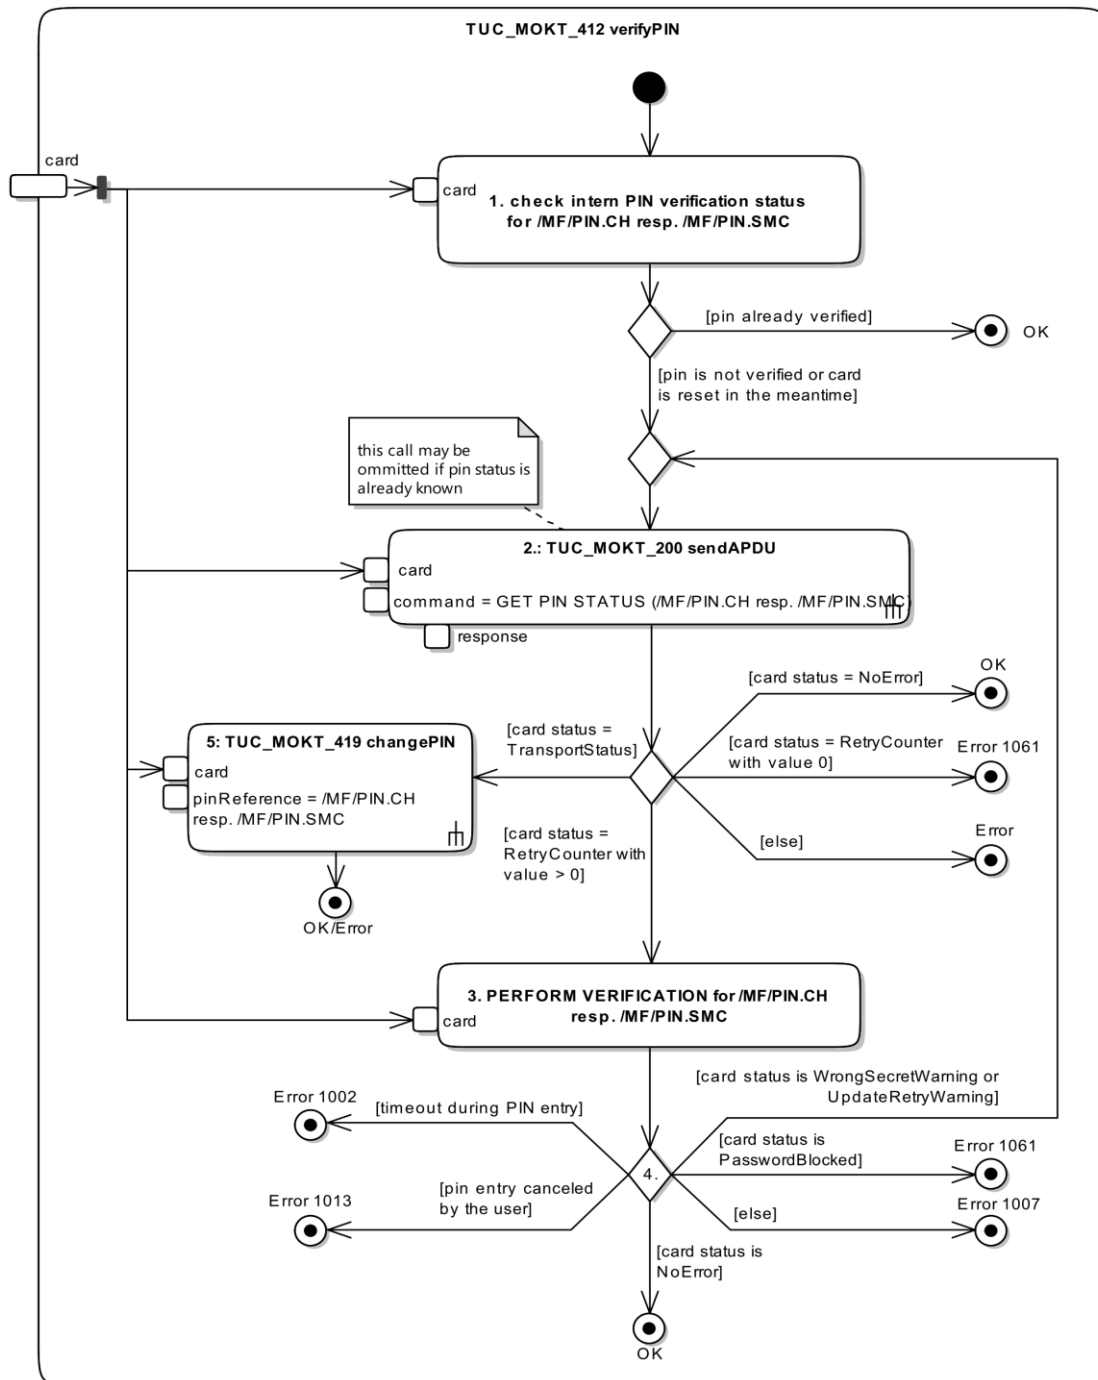 TUC_MOKT_412 verifyPIN
card
card
1. check intern PIN verification status
for /MF/PIN.CH resp. /MF/PIN.SMC
[pin already verified]
OK
[pin is not verified or card
is reset in the meantime]
this call may be
ommitted if pin status is
already known
2.: TUC_MOKT_200 sendAPDU
card
command = GET PIN STATUS (/MF/PIN.CH resp. /MF/PIN.SMC)
response
OK
[card status = NoError]
[card status =
TransportStatus]
[card status = RetryCounter
with value 0]
Error 1061
5: TUC_MOKT_419 changePIN
card
pinReference = /MF/PIN.CH
resp. /MF/PIN.SMC
[card status =
RetryCounter with
value > 0]
[else]
Error
OK/Error
3. PERFORM VERIFICATION for /MF/PIN.CH
resp. /MF/PIN.SMC
card
[card status is WrongSecretWarning or
UpdateRetryWarning]
Error 1002
[timeout during PIN entry]
[card status is
PasswordBlocked]
Error 1061
4.
Error 1013
[pin entry canceled
by the user]
[else]
Error 1007
[card status is
NoError]
OK